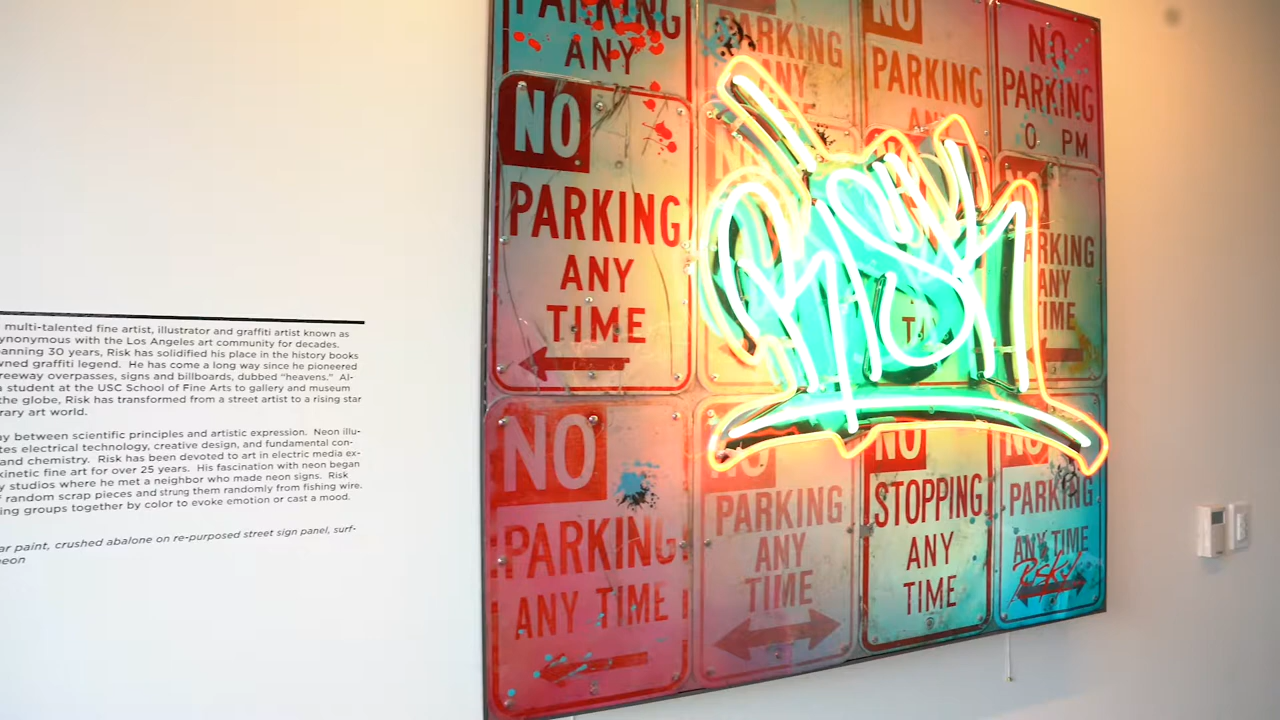 multi-talented fine artist, illustrator and graffiti artist known as
ynonymous with the Los Angeles art community for decades.
anning 30 years, Risk has solidified his place in the history books
wned graffiti legend. He has come a long way since he pioneered
reeway overpasses, signs and billboards, dubbed “heavens.” Al-
a student at the USC School of Fine Arts to gallery and museum
the globe, Risk has transformed from a street artist to a rising star
rary art world.
ay between scientific principles and artistic expression. Neon illu-
tes electrical technology, creative design, and fundamental con-
and chemistry. Risk has been devoted to art in electric media ex-
kinetic fine art for over 25 years. His fascination with neon began
y studios where he met a neighbor who made neon signs. Risk
f random scrap pieces and strung them randomly from fishing wire.
ing groups together by color to evoke emotion or cast a mood.
ar paint, crushed abalone on re-purposed street sign panel, surf-
neon
PARKING
ANY
PARKING
ANY
NO
PARKING
ANY
NO
PARKING
0 PM
NO
PARKING
ANY
TIME
NO
RISK
NO
PARKING
ANY
TIME
NO
PARKING
ANY TIME
PARKING
ANY
TIME
NO
STOPPING
ANY
TIME
NO
PARKING
ANY TIME
Risk